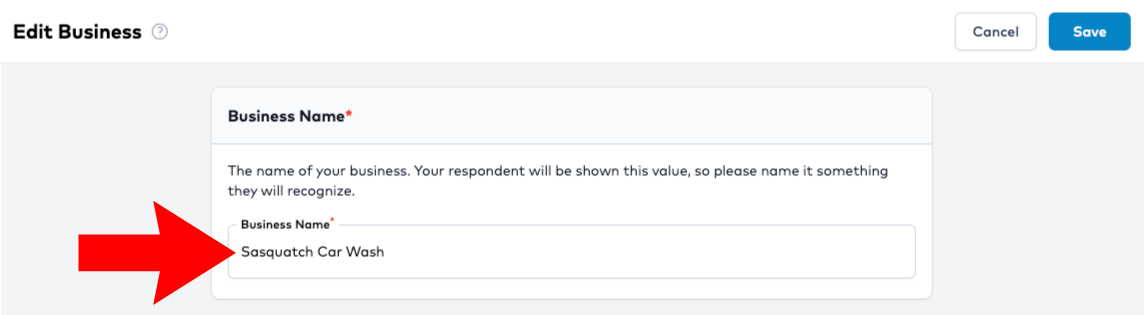 Edit Business ?
Cancel
Save
Business Name*
The name of your business. Your respondent will be shown this value, so please name it something
they will recognize.
Business Name*
Sasquatch Car Wash